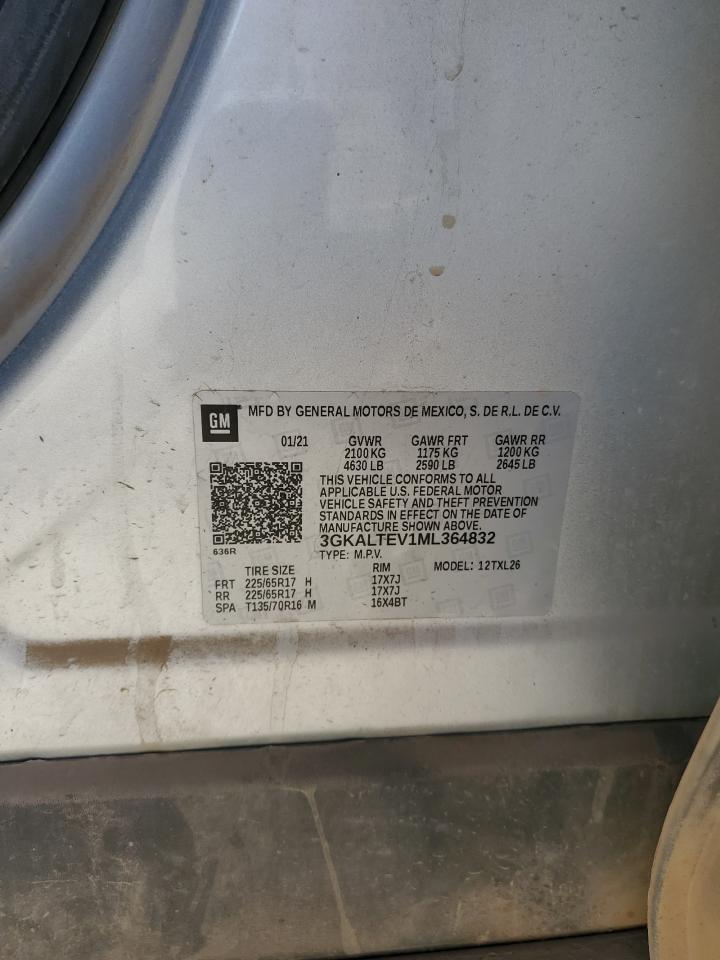 GM MFD BY GENERAL MOTORS DE MEXICO, S. DE R.L. DE C.V.
01/21 GVWR GAWR FRT GAWR RR
2100 KG 1175 KG 1200 KG
4630 LB 2590 LB 2645 LB
THIS VEHICLE CONFORMS TO ALL
APPLICABLE U.S. FEDERAL MOTOR
VEHICLE SAFETY AND THEFT PREVENTION
STANDARDS IN EFFECT ON THE DATE OF
MANUFACTURE SHOWN ABOVE.
3GKALTEV1ML364832
636R TYPE: M.P.V.
TIRE SIZE RIM MODEL: 12TXL26
FRT 225/65R17 H 17X7J
RR 225/65R17 H 17X7J
SPA T135/70R16 M 16X4BT